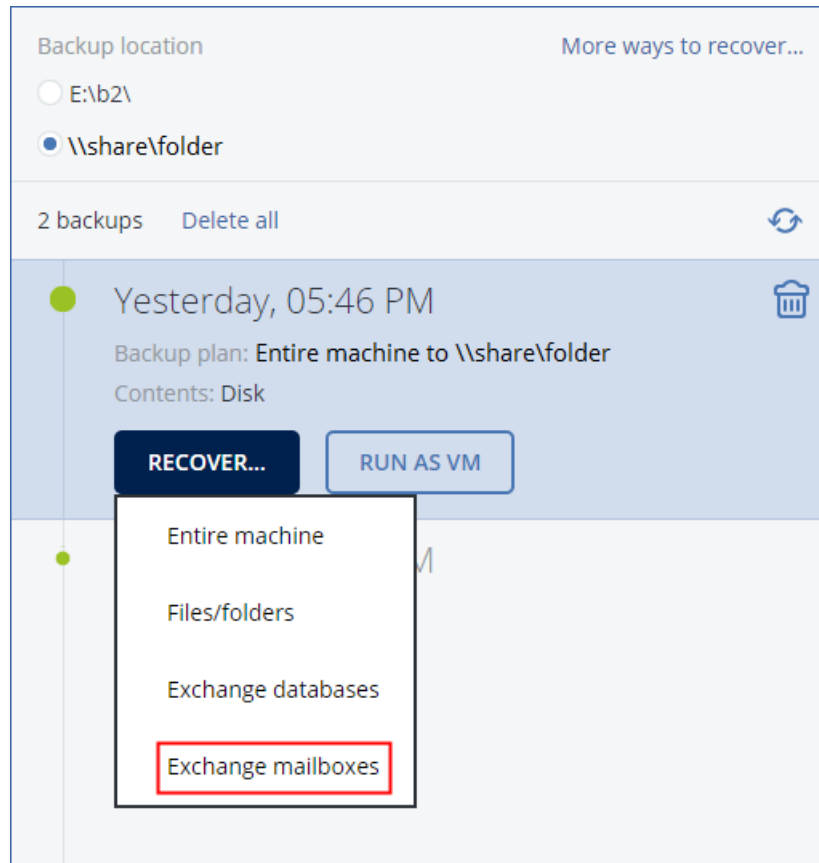 Backup location More ways to recover...
E:\b2\
\\share\folder
2 backups Delete all
Yesterday, 05:46 PM
Backup plan: Entire machine to \\share\folder
Contents: Disk
RECOVER... RUN AS VM
Entire machine
Files/folders
Exchange databases
Exchange mailboxes